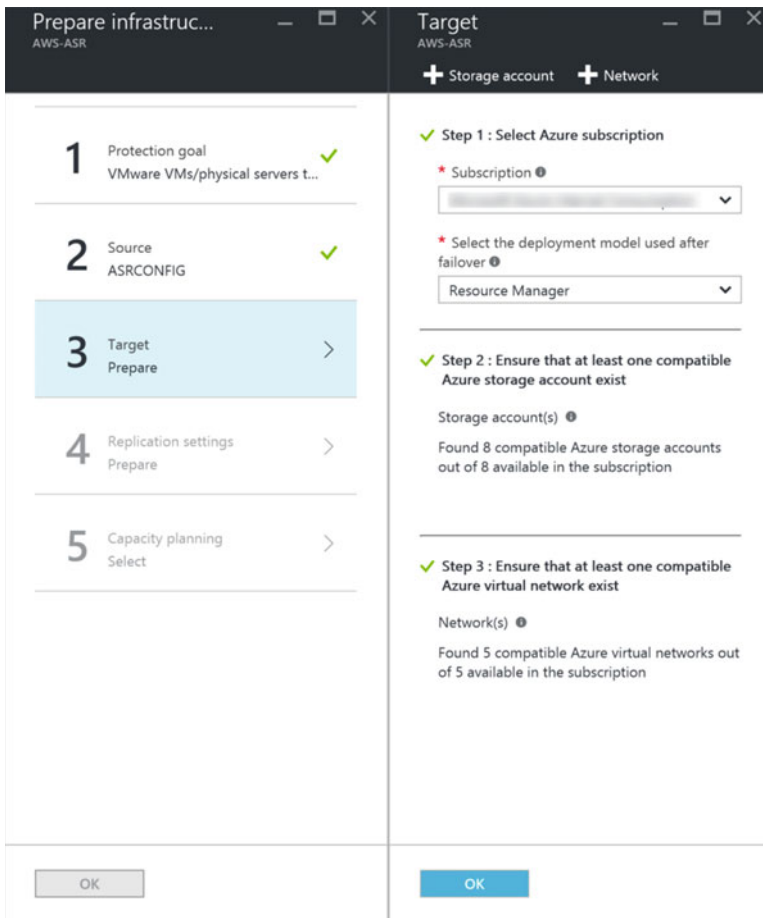 Prepare infrastruc...
AWS-ASR
1
Protection goal
VMware VMs/physical servers t...
2
Source
ASRCONFIG
3
Target
Prepare
4
Replication settings
Prepare
5
Capacity planning
Select
OK
Target
AWS-ASR
Storage account
Network
Step 1 : Select Azure subscription
* Subscription
* Select the deployment model used after
failover
Resource Manager
Step 2 : Ensure that at least one compatible
Azure storage account exist
Storage account(s)
Found 8 compatible Azure storage accounts
out of 8 available in the subscription
Step 3 : Ensure that at least one compatible
Azure virtual network exist
Network(s)
Found 5 compatible Azure virtual networks out
of 5 available in the subscription
OK